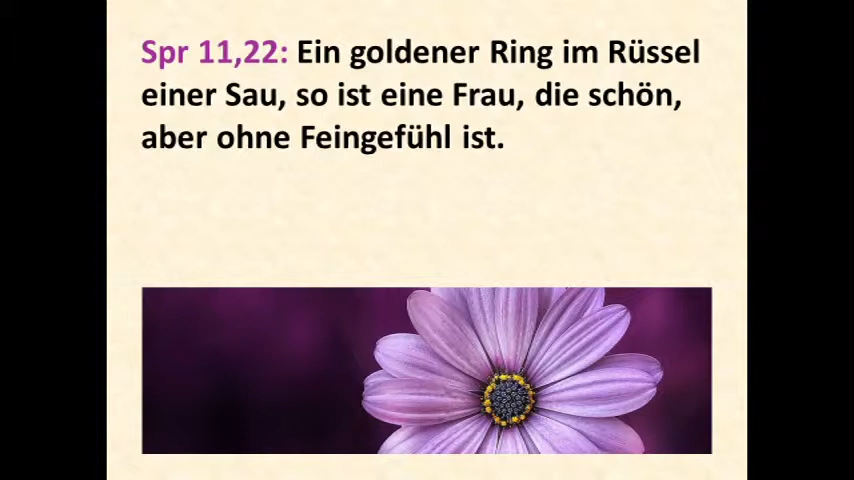 Spr 11,22: Ein goldener Ring im Rüssel
einer Sau, so ist eine Frau, die schön,
aber ohne Feingefühl ist.